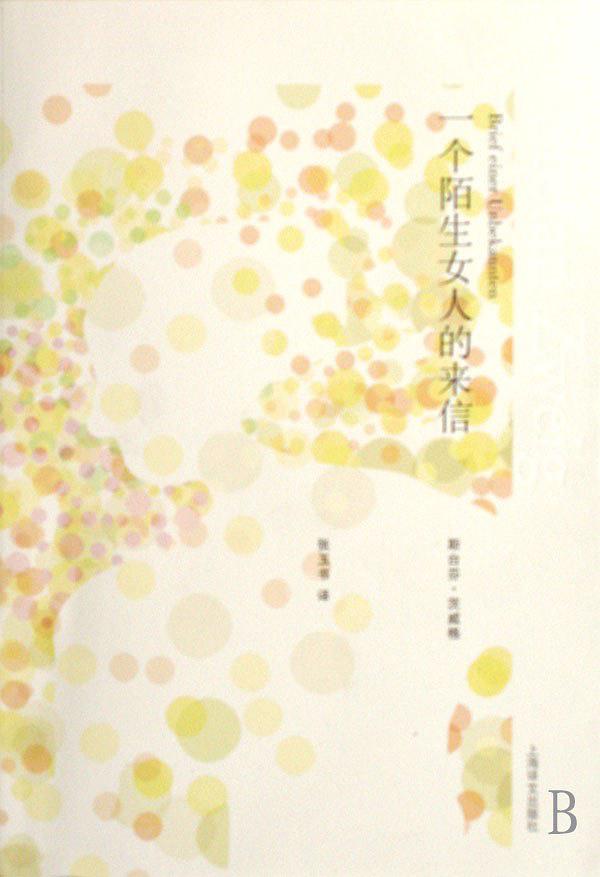 Brief einer Unbekannten
一个陌生女人的来信
斯台芬·茨威格
张玉书 译
上海译文出版社
B